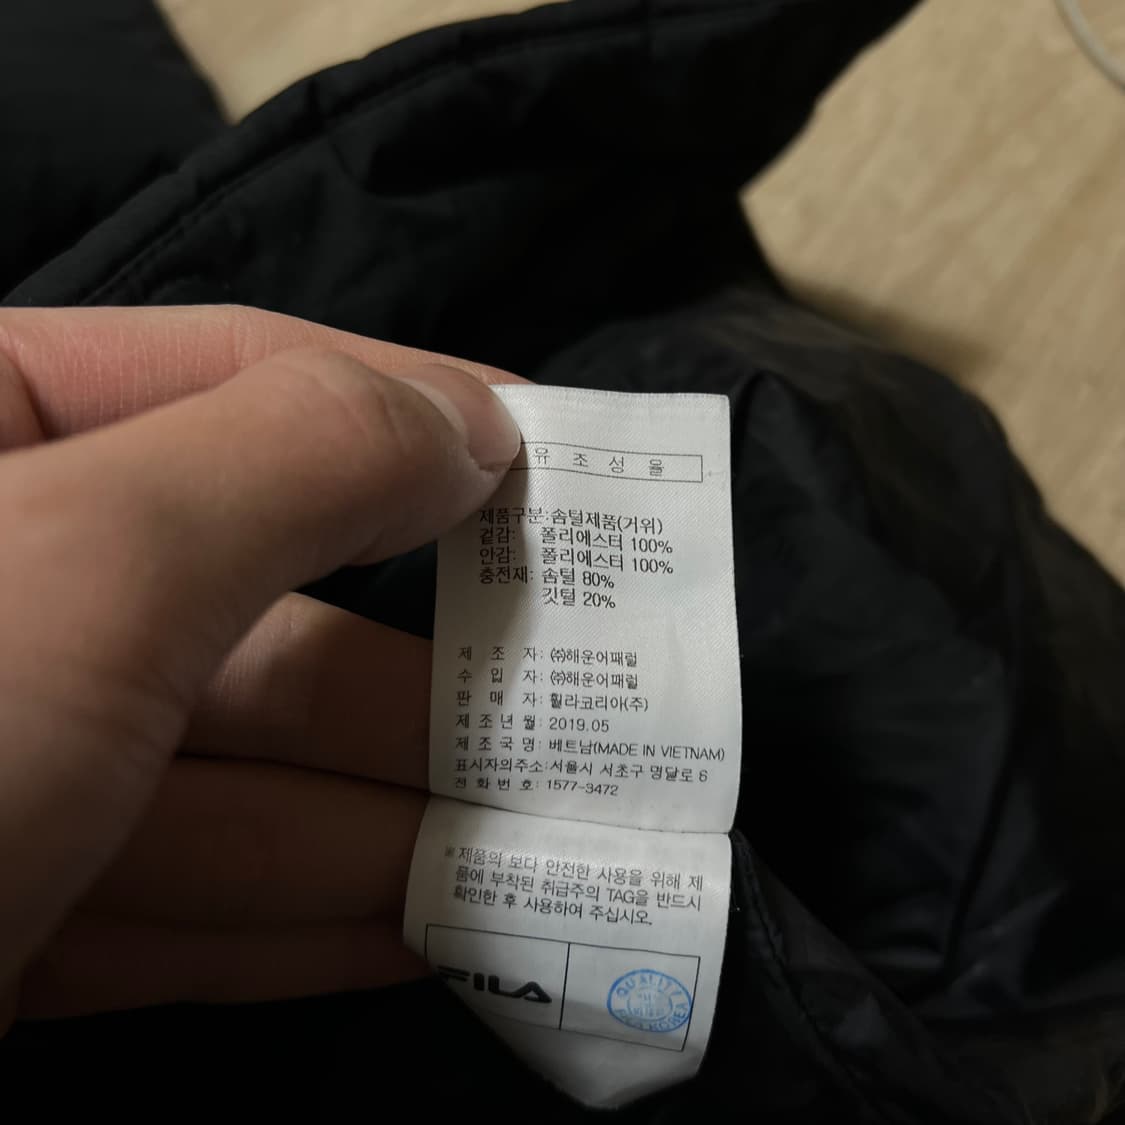 유 조 성 율
제품구분:솜털제품(거위)
겉감: 폴리에스터 100%
안감: 폴리에스터 100%
충전재: 솜털 80%
깃털 20%
제 조 자: ㈜해운어패럴
수 입 자: ㈜해운어패럴
판 매 자: 휠라코리아(주)
제 조 년 월: 2019.05
제 조 국 명: 베트남(MADE IN VIETNAM)
표시자의주소:서울시 서초구 명달로 6
전 화 번 호: 1577-3472
※제품의 보다 안전한 사용을 위해 제
품에 부착된 취급주의 TAG을 반드시
확인한 후 사용하여 주십시오.
FILA
QUALITY
FILA KOREA